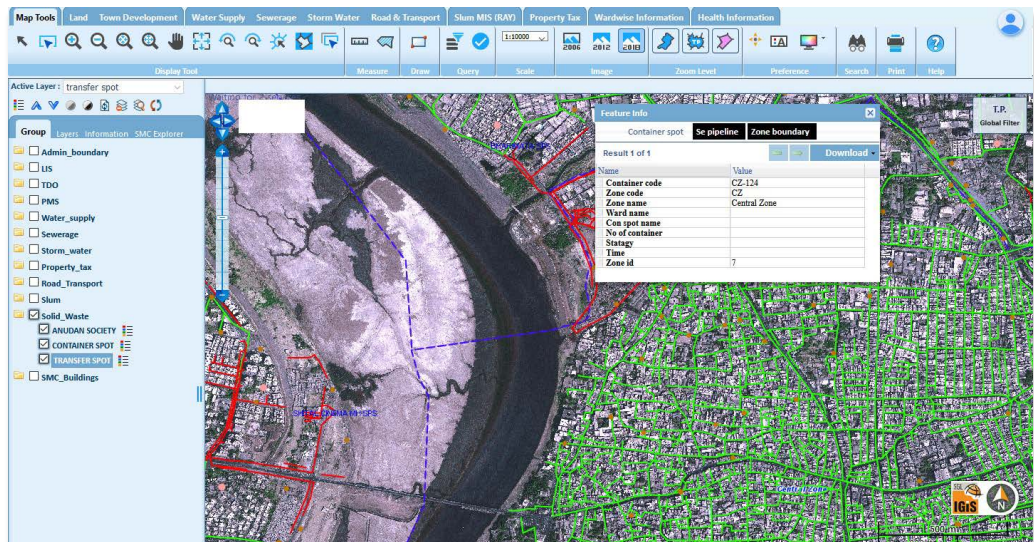 Map Tools Land Town Development Water Supply Sewerage Storm Water Road & Transport Slum MIS (RAY) Property Tax Wardwise Information Health Information
1:10000
2006 2012 2018
Display Tool Measure Draw Query Scale Image Zoom Level Preference Search Print Help
Active Layer : transfer spot
Group Layers Information SMC Explorer
Admin_boundary
LIS
TDO
PMS
Water_supply
Sewerage
Storm_water
Property_tax
Road_Transport
Slum
Solid_Waste
ANUDAN SOCIETY
CONTAINER SPOT
TRANSFER SPOT
SMC_Buildings
Feature Info
Container spot Se pipeline Zone boundary
Result 1 of 1 Download
Name Value
Container code CZ-124
Zone code CZ
Zone name Central Zone
Ward name
Con spot name
No of container
Statagy
Time
Zone id 7
T.P.
Global Filter
IGiS
N